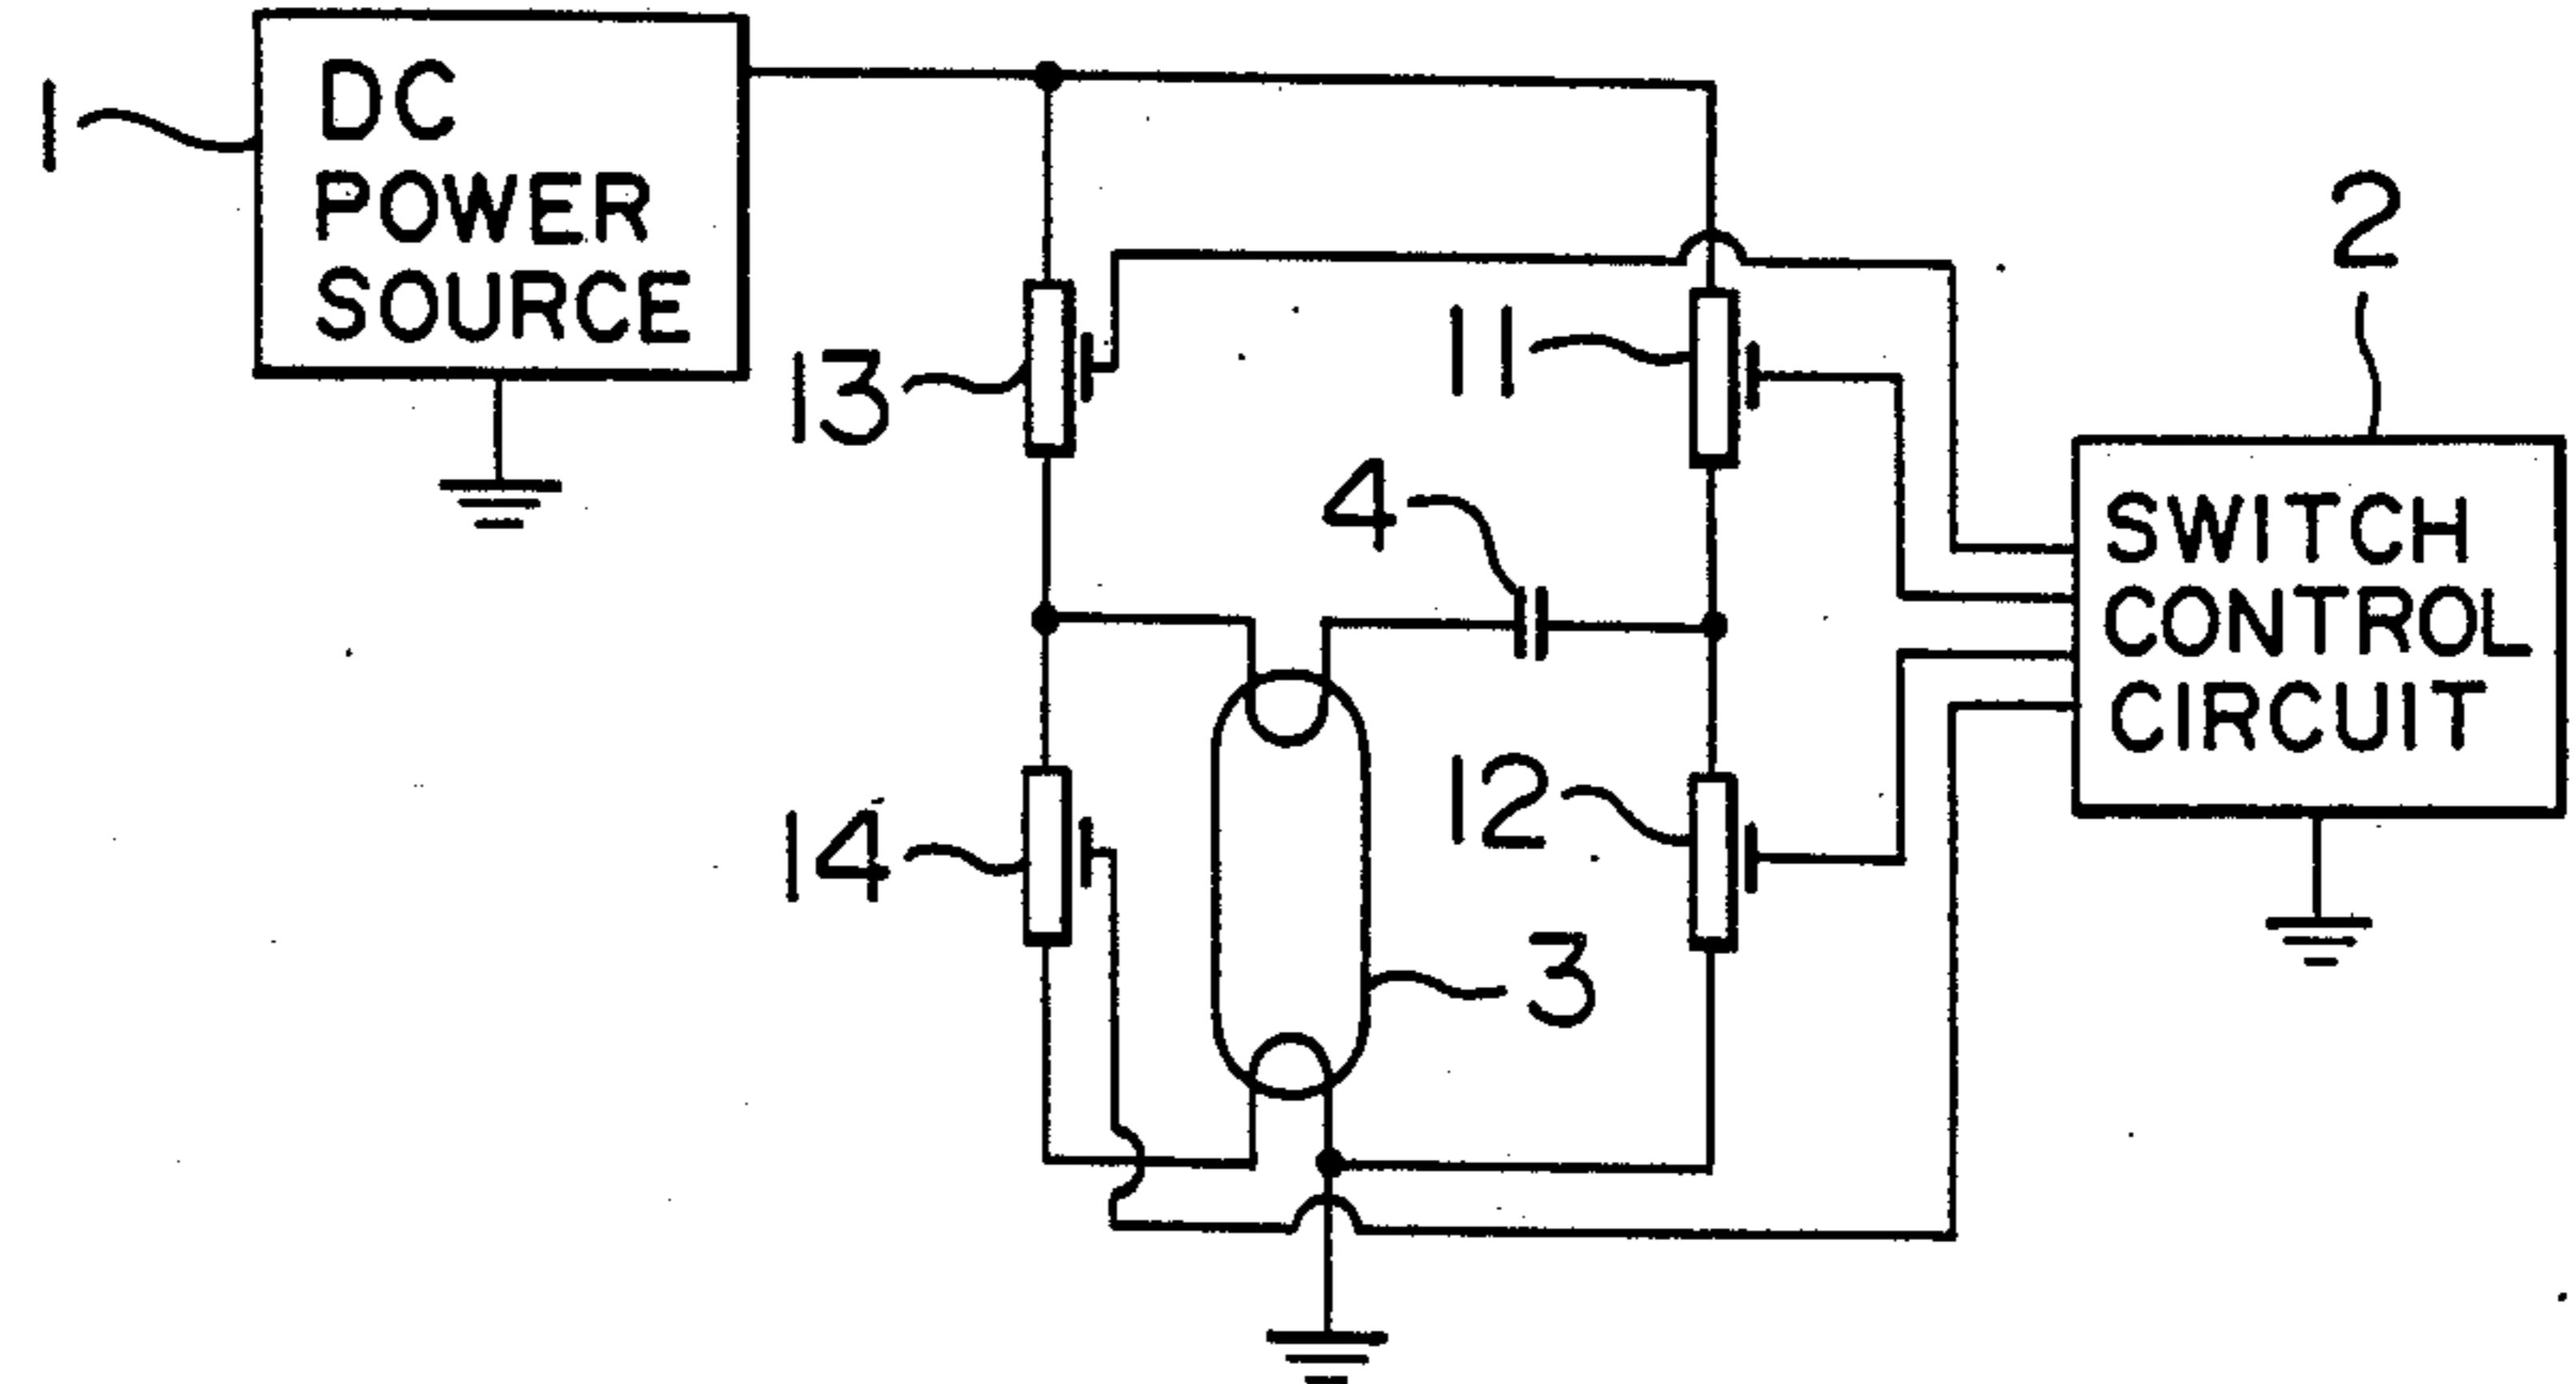 1
DC
POWER
SOURCE
2
13
11
4
SWITCH
CONTROL
CIRCUIT
14
12
3